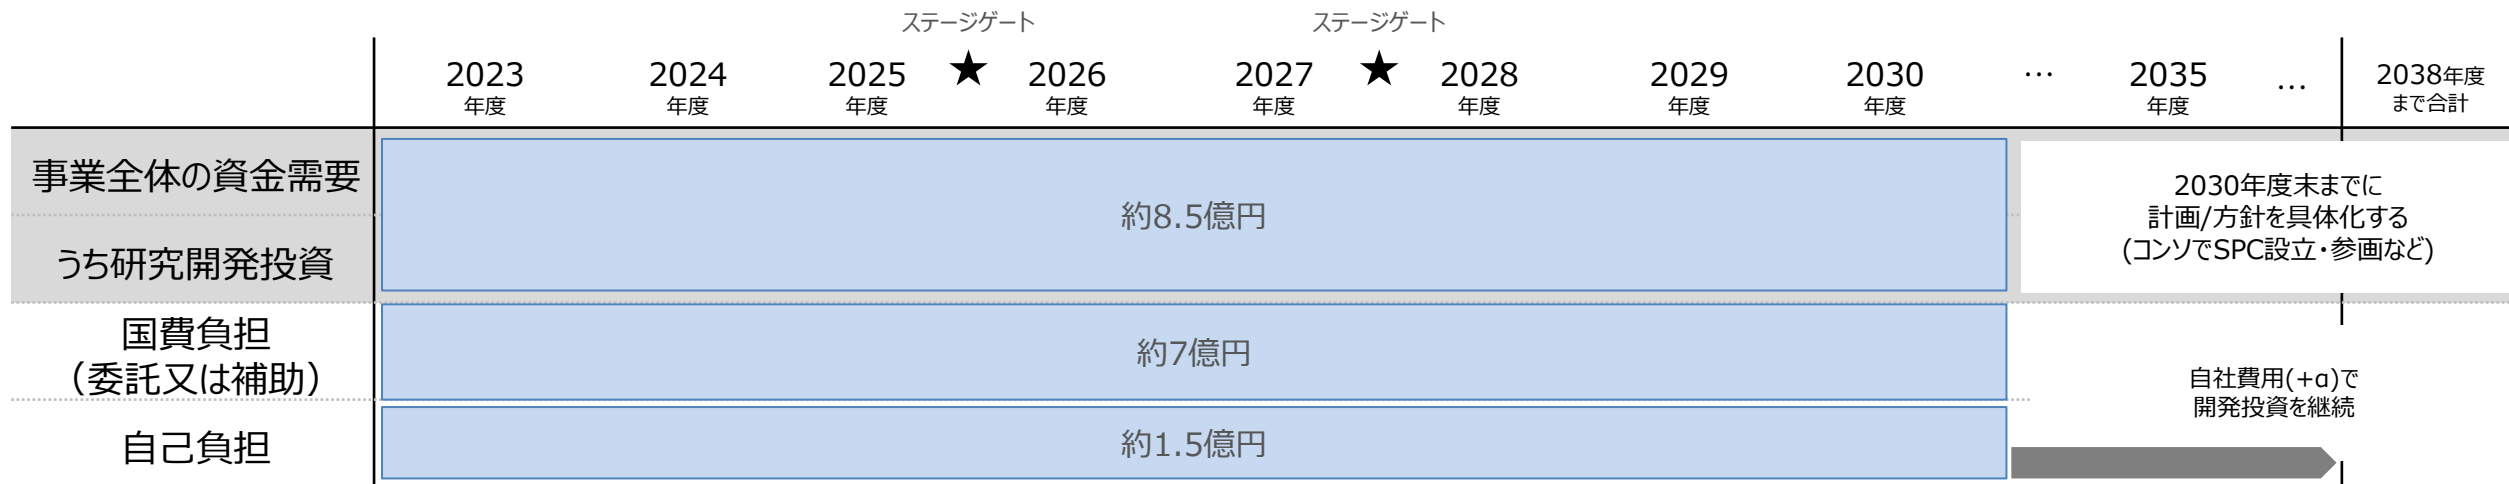 ステージゲート
ステージゲート
2023
年度
2024
年度
2025
年度
★
2026
年度
2027
年度
★
2028
年度
2029
年度
2030
年度
…
2035
年度
…
2038年度
まで合計
事業全体の資金需要
うち研究開発投資
約8.5億円
2030年度末までに
計画/方針を具体化する
(コンソでSPC設立・参画など)
国費負担
（委託又は補助）
約7億円
自社費用(+α)で
開発投資を継続
自己負担
約1.5億円